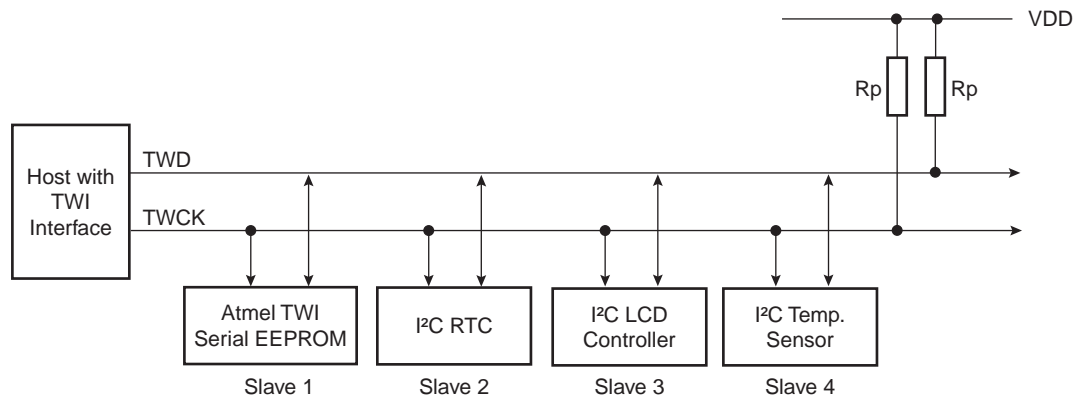 VDD
Rp
Rp
Host with
TWI
Interface
TWD
TWCK
Atmel TWI
Serial EEPROM
Slave 1
I²C RTC
Slave 2
I²C LCD
Controller
Slave 3
I²C Temp.
Sensor
Slave 4